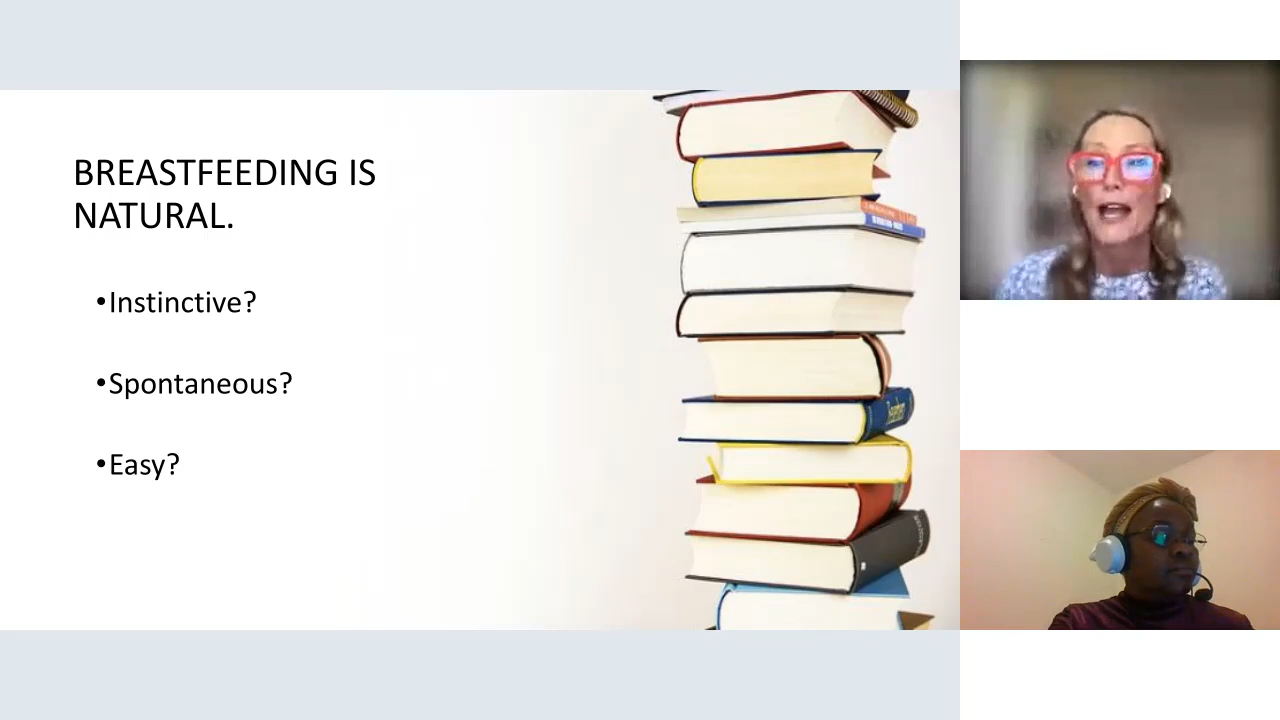 BREASTFEEDING IS
NATURAL.
•Instinctive?
•Spontaneous?
•Easy?